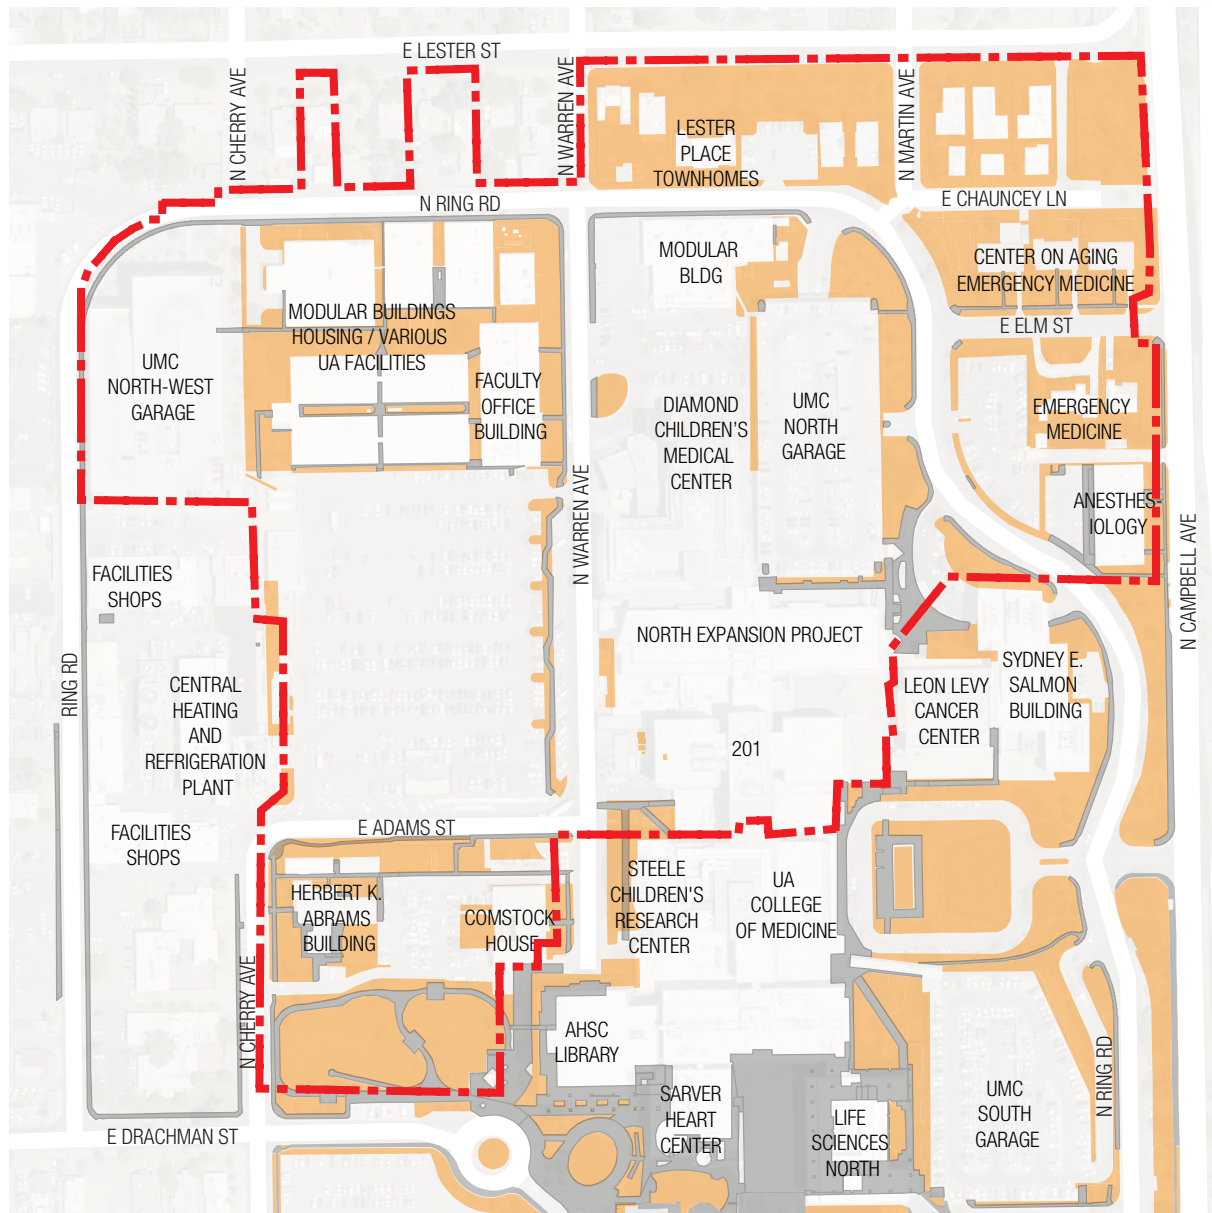 E LESTER ST
N CHERRY AVE
N WARREN AVE
N MARTIN AVE
LESTER
PLACE
TOWNHOMES
E CHAUNCEY LN
N RING RD
MODULAR
BLDG
CENTER ON AGING
EMERGENCY MEDICINE
MODULAR BUILDINGS
HOUSING / VARIOUS
UA FACILITIES
E ELM ST
UMC
NORTH-WEST
GARAGE
FACULTY
OFFICE
BUILDING
DIAMOND
CHILDREN'S
MEDICAL
CENTER
UMC
NORTH
GARAGE
EMERGENCY
MEDICINE
ANESTHES-
IOLOGY
N WARREN AVE
N CAMPBELL AVE
FACILITIES
SHOPS
NORTH EXPANSION PROJECT
RING RD
CENTRAL
HEATING
AND
REFRIGERATION
PLANT
LEON LEVY
CANCER
CENTER
SYDNEY E.
SALMON
BUILDING
201
FACILITIES
SHOPS
E ADAMS ST
HERBERT K.
ABRAMS
BUILDING
COMSTOCK
HOUSE
STEELE
CHILDREN'S
RESEARCH
CENTER
UA
COLLEGE
OF MEDICINE
N CHERRY AVE
AHSC
LIBRARY
N RING RD
SARVER
HEART
CENTER
LIFE
SCIENCES
NORTH
UMC
SOUTH
GARAGE
E DRACHMAN ST